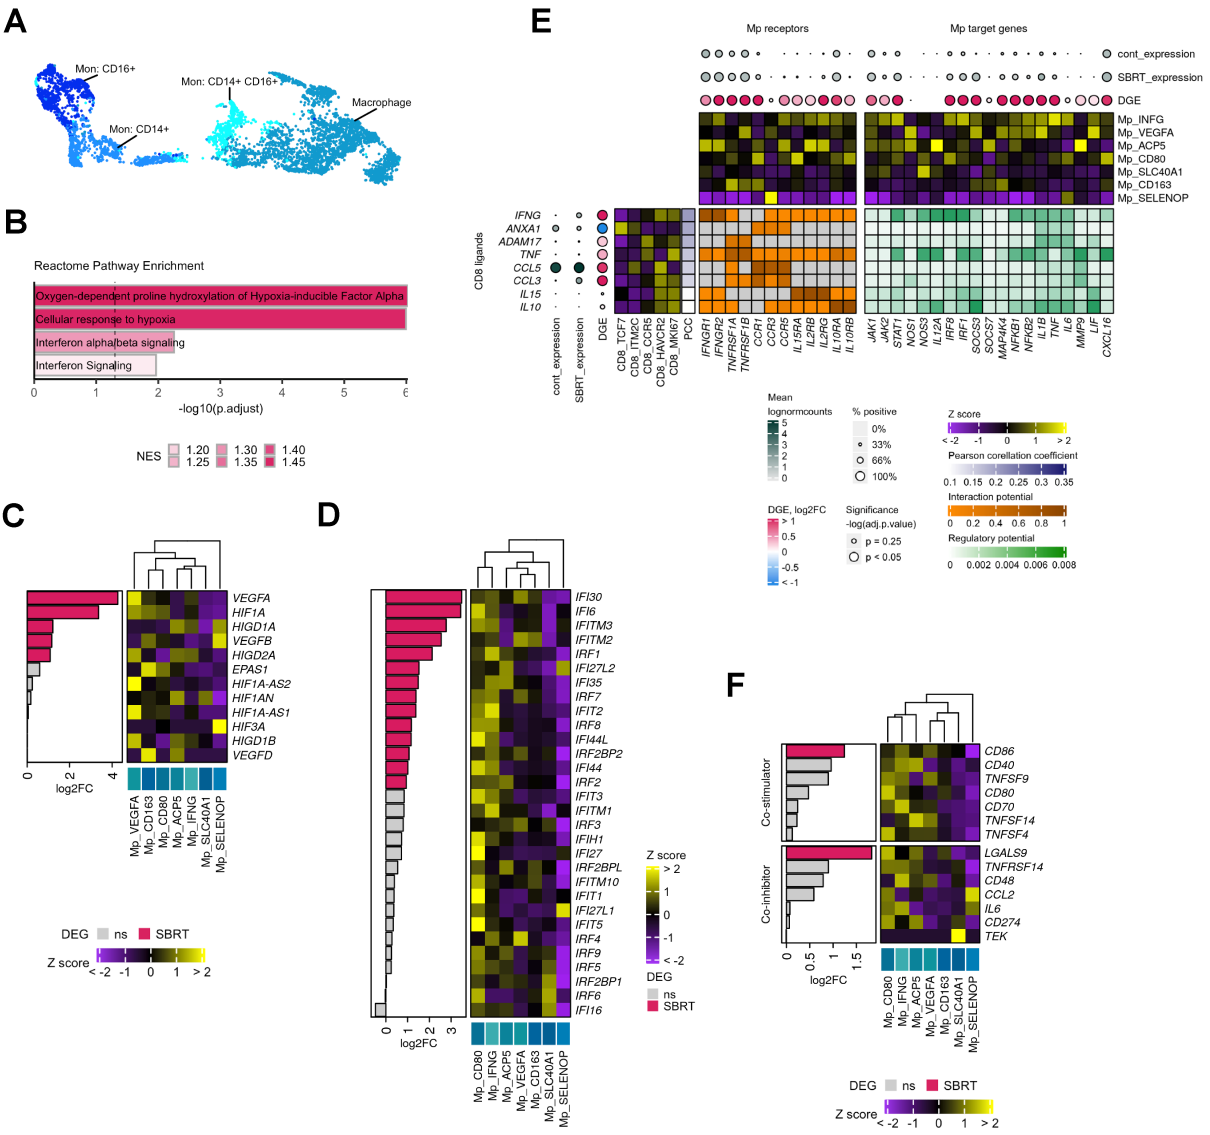 A
Mon: CD16+
Mon: CD14+ CD16+
Macrophage
Mon: CD14+
B
Reactome Pathway Enrichment
Oxygen-dependent proline hydroxylation of Hypoxia-inducible Factor Alpha
Cellular response to hypoxia
Interferon alpha/beta signaling
Interferon Signaling
0 1 2 3 4 5 6
-log10(p.adjust)
NES
1.20 1.30 1.40
1.25 1.35 1.45
C
VEGFA
HIF1A
HIGD1A
VEGFB
HIGD2A
EPAS1
HIF1A-AS2
HIF1AN
HIF1A-AS1
HIF3A
HIGD1B
VEGFD
0 2 4
log2FC
Mp_VEGFA
Mp_CD163
Mp_CD80
Mp_ACP5
Mp_IFNG
Mp_SLC40A1
Mp_SELENOP
DEG ns SBRT
Z score
< -2 -1 0 1 > 2
D
IFI30
IFI6
IFITM3
IFITM2
IRF1
IFI27L2
IFI35
IRF7
IFIT2
IRF8
IFI44L
IRF2BP2
IFI44
IRF2
IFIT3
IFITM1
IRF3
IFIH1
IFI27
IRF2BPL
IFITM10
IFIT1
IFI27L1
IFIT5
IRF4
IRF9
IRF5
IRF2BP1
IRF6
IFI16
0 1 2 3
log2FC
Mp_CD80
Mp_IFNG
Mp_ACP5
Mp_VEGFA
Mp_CD163
Mp_SLC40A1
Mp_SELENOP
Z score
> 2
1
0
-1
< -2
DEG
ns
SBRT
E
Mp receptors
Mp target genes
cont_expression
SBRT_expression
DGE
Mp_INFG
Mp_VEGFA
Mp_ACP5
Mp_CD80
Mp_SLC40A1
Mp_CD163
Mp_SELENOP
CD8 ligands
IFNG
ANXA1
ADAM17
TNF
CCL5
CCL3
IL15
IL10
cont_expression
SBRT_expression
DGE
CD8_TCF7
CD8_ITM2C
CD8_CCR5
CD8_HAVCR2
CD8_MK167
PCC
IFNGR1
IFNGR2
TNFRSF1A
TNFRSF1B
CCR1
CCR3
CCR5
IL15RA
IL2RB
IL2RG
IL10RA
IL10RB
JAK1
JAK2
STAT1
NOS1
NOS3
IL12A
IRF8
IRF1
SOCS3
SOCS7
MAP4K4
NFKB1
NFKB2
IL1B
TNF
IL6
MMP9
LIF
CXCL16
Mean
lognormcounts
5
4
3
2
1
0
% positive
0%
33%
66%
100%
DGE, log2FC
> 1
0.5
0
-0.5
< -1
Significance
-log(adj.p.value)
p = 0.25
p < 0.05
Z score
< -2 -1 0 1 > 2
Pearson corellation coefficient
0.1 0.15 0.2 0.25 0.3 0.35
Interaction potential
0 0.2 0.4 0.6 0.8 1
Regulatory potential
0 0.002 0.004 0.006 0.008
F
Co-stimulator
CD86
CD40
TNFSF9
CD80
CD70
TNFSF14
TNFSF4
Co-inhibitor
LGALS9
TNFRSF14
CD48
CCL2
IL6
CD274
TEK
0 0.5 1 1.5
log2FC
Mp_CD80
Mp_IFNG
Mp_ACP5
Mp_VEGFA
Mp_CD163
Mp_SLC40A1
Mp_SELENOP
DEG ns SBRT
Z score
< -2 -1 0 1 > 2